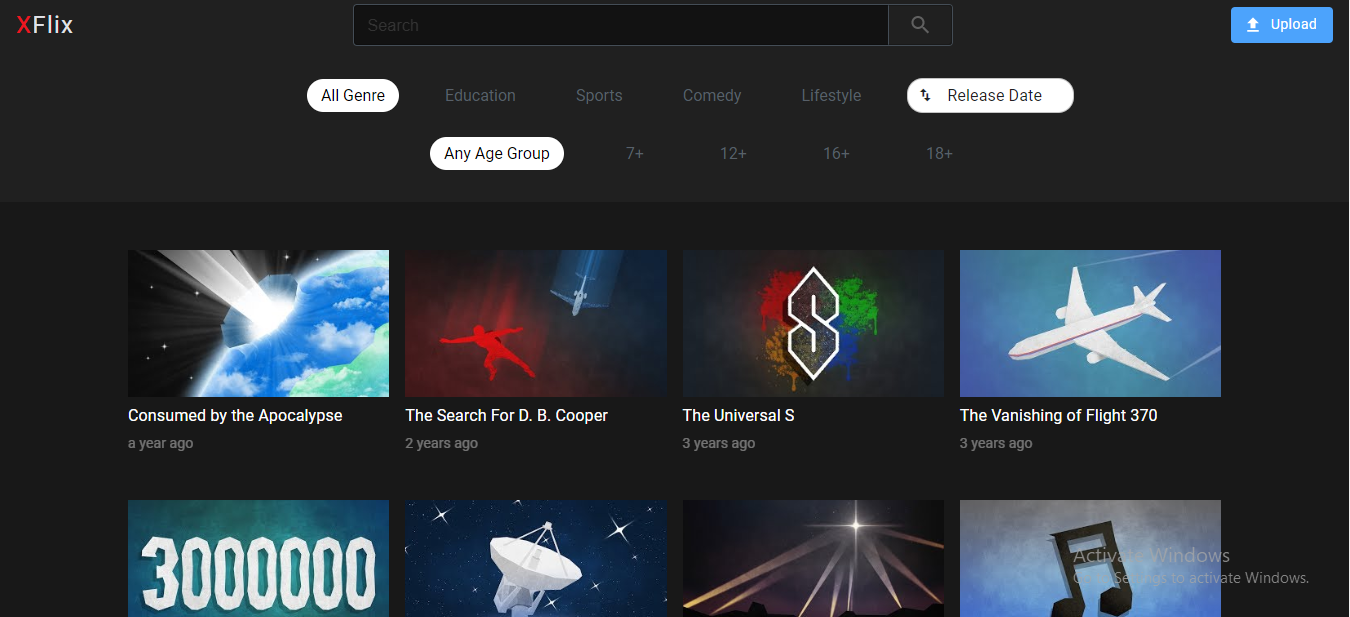 XFlix
Search
Upload
All Genre
Education
Sports
Comedy
Lifestyle
Release Date
Any Age Group
7+
12+
16+
18+
Consumed by the Apocalypse
a year ago
The Search For D. B. Cooper
2 years ago
The Universal S
3 years ago
The Vanishing of Flight 370
3 years ago
3000000
Activate Windows
Go to Settings to activate Windows.